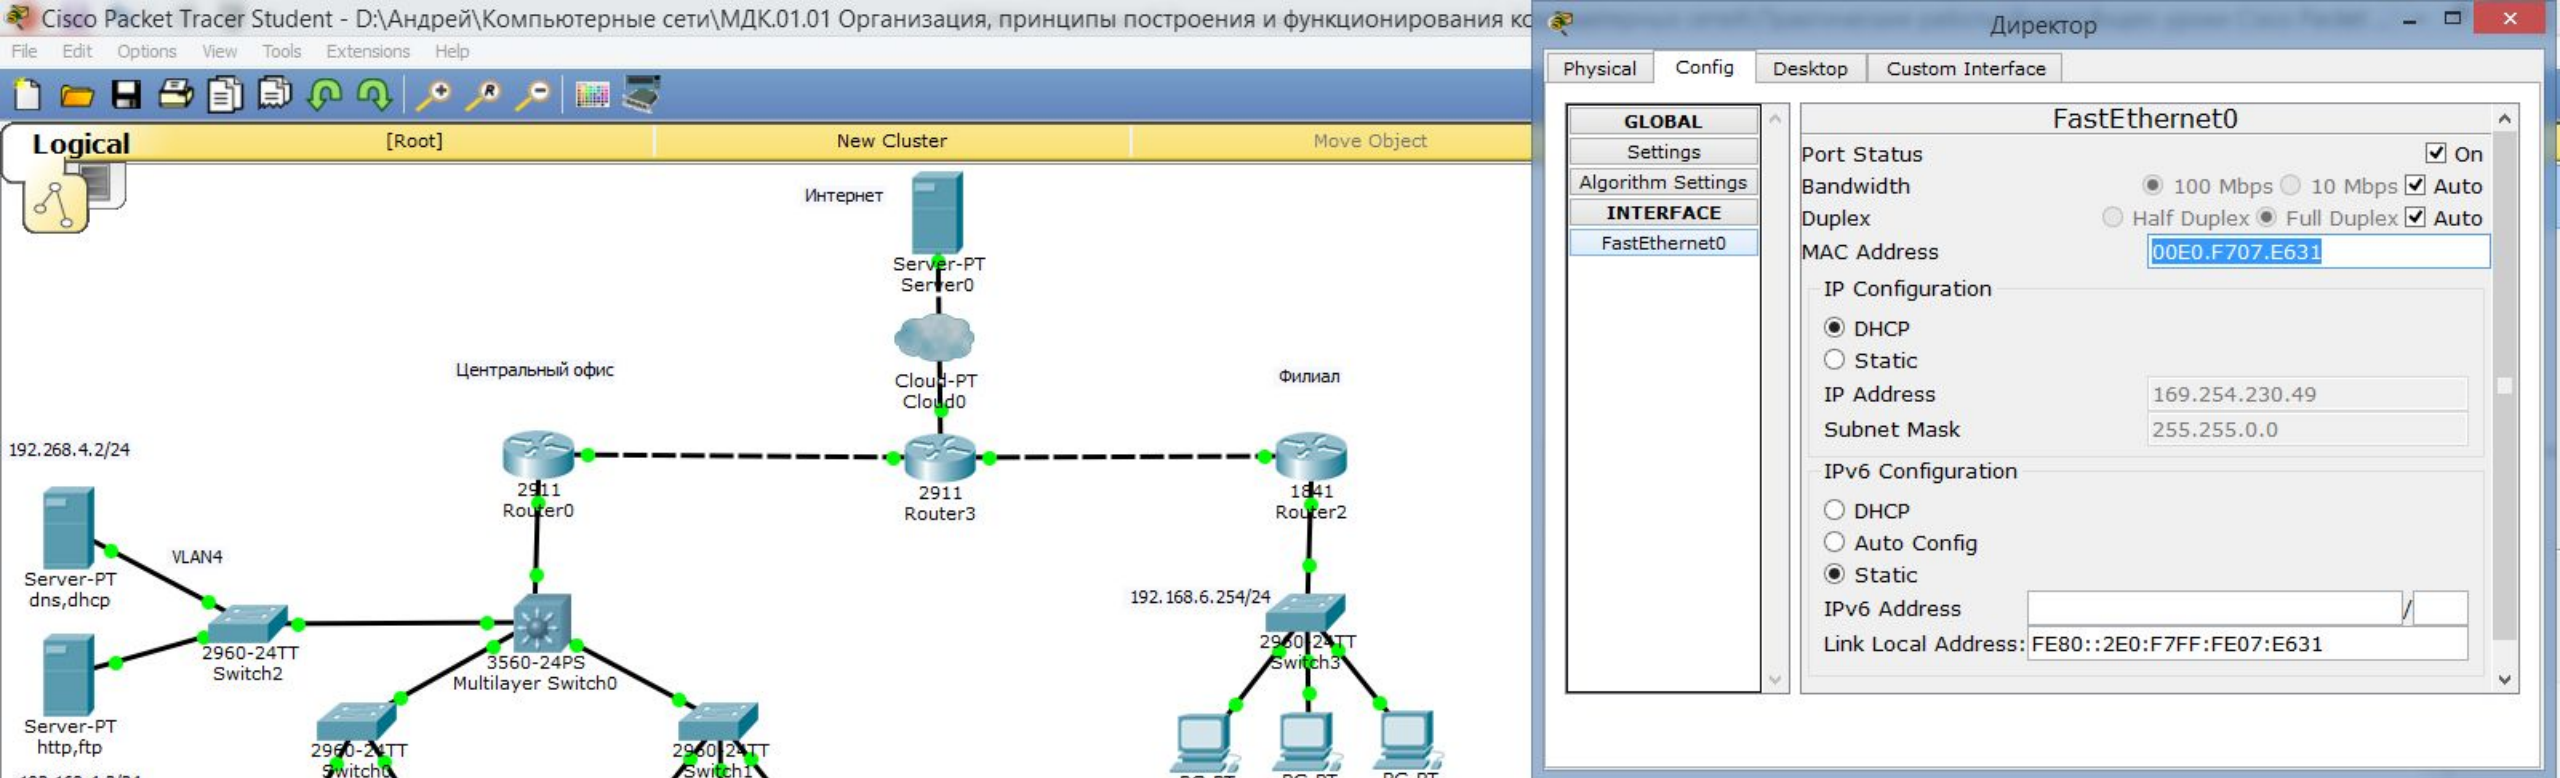 Cisco Packet Tracer Student - D:\Андрей\Компьютерные сети\МДК.01.01 Организация, принципы построения и функционирования ко
File Edit Options View Tools Extensions Help
Logical [Root] New Cluster Move Object
Интернет
Server-PT
Server0
Cloud-PT
Cloud0
Центральный офис
Филиал
192.268.4.2/24
2911
Router0
2911
Router3
1841
Router2
VLAN4
Server-PT
dns,dhcp
2960-24TT
Switch2
3560-24PS
Multilayer Switch0
192.168.6.254/24
2960-24TT
Switch3
Server-PT
http,ftp
2960-24TT
Switch0
2960-24TT
Switch1
PC-PT PC-PT PC-PT
Директор
Physical Config Desktop Custom Interface
GLOBAL
Settings
Algorithm Settings
INTERFACE
FastEthernet0
FastEthernet0
Port Status On
Bandwidth 100 Mbps 10 Mbps Auto
Duplex Half Duplex Full Duplex Auto
MAC Address 00E0.F707.E631
IP Configuration
DHCP
Static
IP Address 169.254.230.49
Subnet Mask 255.255.0.0
IPv6 Configuration
DHCP
Auto Config
Static
IPv6 Address /
Link Local Address: FE80::2E0:F7FF:FE07:E631